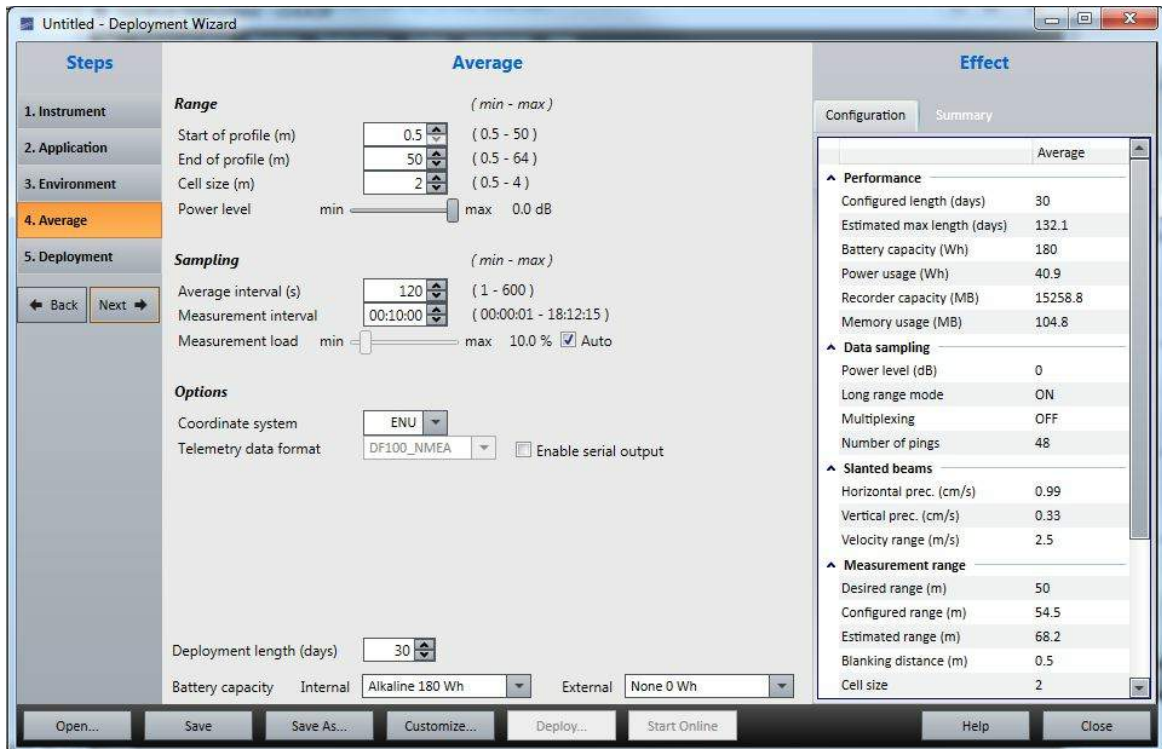 Untitled - Deployment Wizard
Steps
1. Instrument
2. Application
3. Environment
4. Average
5. Deployment
Back Next
Average
Range (min - max)
Start of profile (m) 0.5 (0.5 - 50)
End of profile (m) 50 (0.5 - 64)
Cell size (m) 2 (0.5 - 4)
Power level min max 0.0 dB
Sampling (min - max)
Average interval (s) 120 (1 - 600)
Measurement interval 00:10:00 (00:00:01 - 18:12:15)
Measurement load min max 10.0 % Auto
Options
Coordinate system ENU
Telemetry data format DF100_NMEA Enable serial output
Deployment length (days) 30
Battery capacity Internal Alkaline 180 Wh External None 0 Wh
Effect
Configuration Summary
Average
Performance
Configured length (days) 30
Estimated max length (days) 132.1
Battery capacity (Wh) 180
Power usage (Wh) 40.9
Recorder capacity (MB) 15258.8
Memory usage (MB) 104.8
Data sampling
Power level (dB) 0
Long range mode ON
Multiplexing OFF
Number of pings 48
Slanted beams
Horizontal prec. (cm/s) 0.99
Vertical prec. (cm/s) 0.33
Velocity range (m/s) 2.5
Measurement range
Desired range (m) 50
Configured range (m) 54.5
Estimated range (m) 68.2
Blanking distance (m) 0.5
Cell size 2
Open... Save Save As... Customize... Deploy... Start Online Help Close